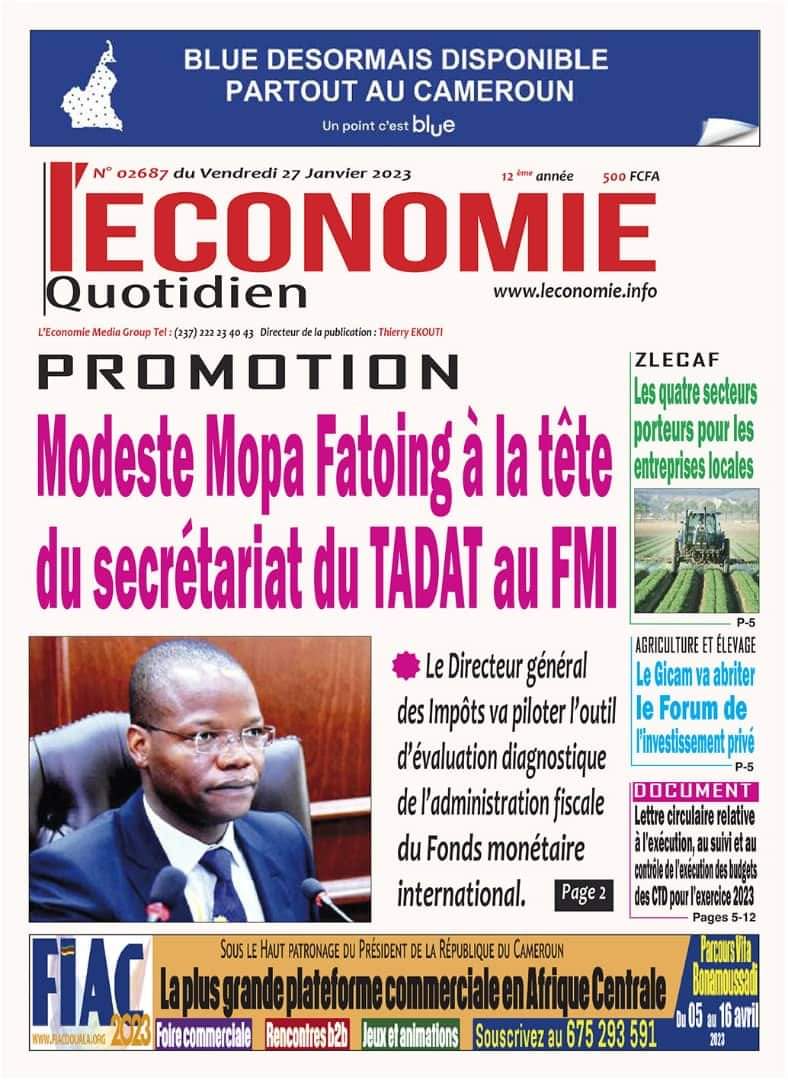 BLUE DESORMAIS DISPONIBLE
PARTOUT AU CAMEROUN
Un point c'est blue
N° 02687 du Vendredi 27 Janvier 2023
12 ème année
500 FCFA
l'ECONOMIE
Quotidien
www.leconomie.info
L'Economie Media Group Tel : (237) 222 23 40 43 Directeur de la publication : Thierry EKOUTI
PROMOTION
Modeste Mopa Fatoing à la tête
du secrétariat du TADAT au FMI
Le Directeur général
des Impôts va piloter l'outil
d'évaluation diagnostique
de l'administration fiscale
du Fonds monétaire
international.
Page 2
ZLECAF
Les quatre secteurs
porteurs pour les
entreprises locales
P-5
AGRICULTURE ET ÉLEVAGE
Le Gicam va abriter
le Forum de
l'investissement privé
P-5
DOCUMENT
Lettre circulaire relative
à l'exécution, au suivi et au
contrôle de l'exécution des budgets
des CTD pour l'exercice 2023
Pages 5-12
FIAC
2023
WWW.FIACDOUALA.ORG
Sous le Haut patronage du Président de la République du Cameroun
La plus grande plateforme commerciale en Afrique Centrale
Foire commerciale
Rencontres b2b
Jeux et animations
Souscrivez au 675 293 591
Parcours Vita
Bonamoussadi
Du 05 au 16 avril
2023